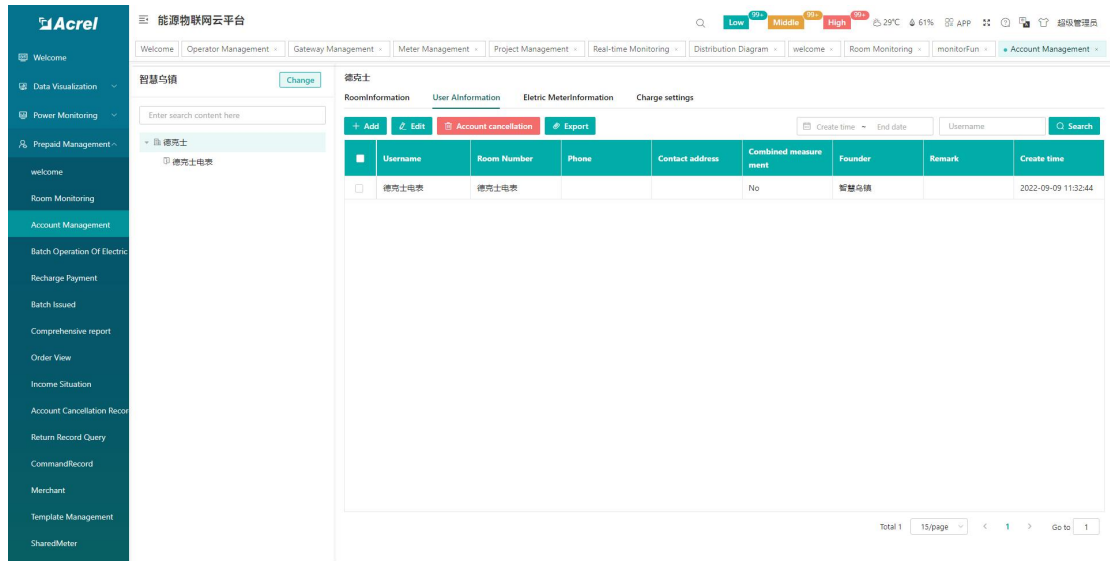 Acrel
能源物联网云平台
Low 99+ Middle 99+ High 99+ 29℃ 61% APP 超级管理员
Welcome Operator Management Gateway Management Meter Management Project Management Real-time Monitoring Distribution Diagram welcome Room Monitoring monitorFun Account Management
Welcome
Data Visualization
Power Monitoring
Prepaid Management
welcome
Room Monitoring
Account Management
Batch Operation Of Electric
Recharge Payment
Batch Issued
Comprehensive report
Order View
Income Situation
Account Cancellation Recor
Return Record Query
CommandRecord
Merchant
Template Management
SharedMeter
智慧乌镇 Change
Enter search content here
德克士
德克士电表
德克士
RoomInformation User AInformation Eletric MeterInformation Charge settings
+ Add Edit Account cancellation Export Create time ~ End date Username Search
Username Room Number Phone Contact address Combined measure
ment Founder Remark Create time
德克士电表 德克士电表 No 智慧乌镇 2022-09-09 11:32:44
Total 1 15/page < 1 > Go to 1